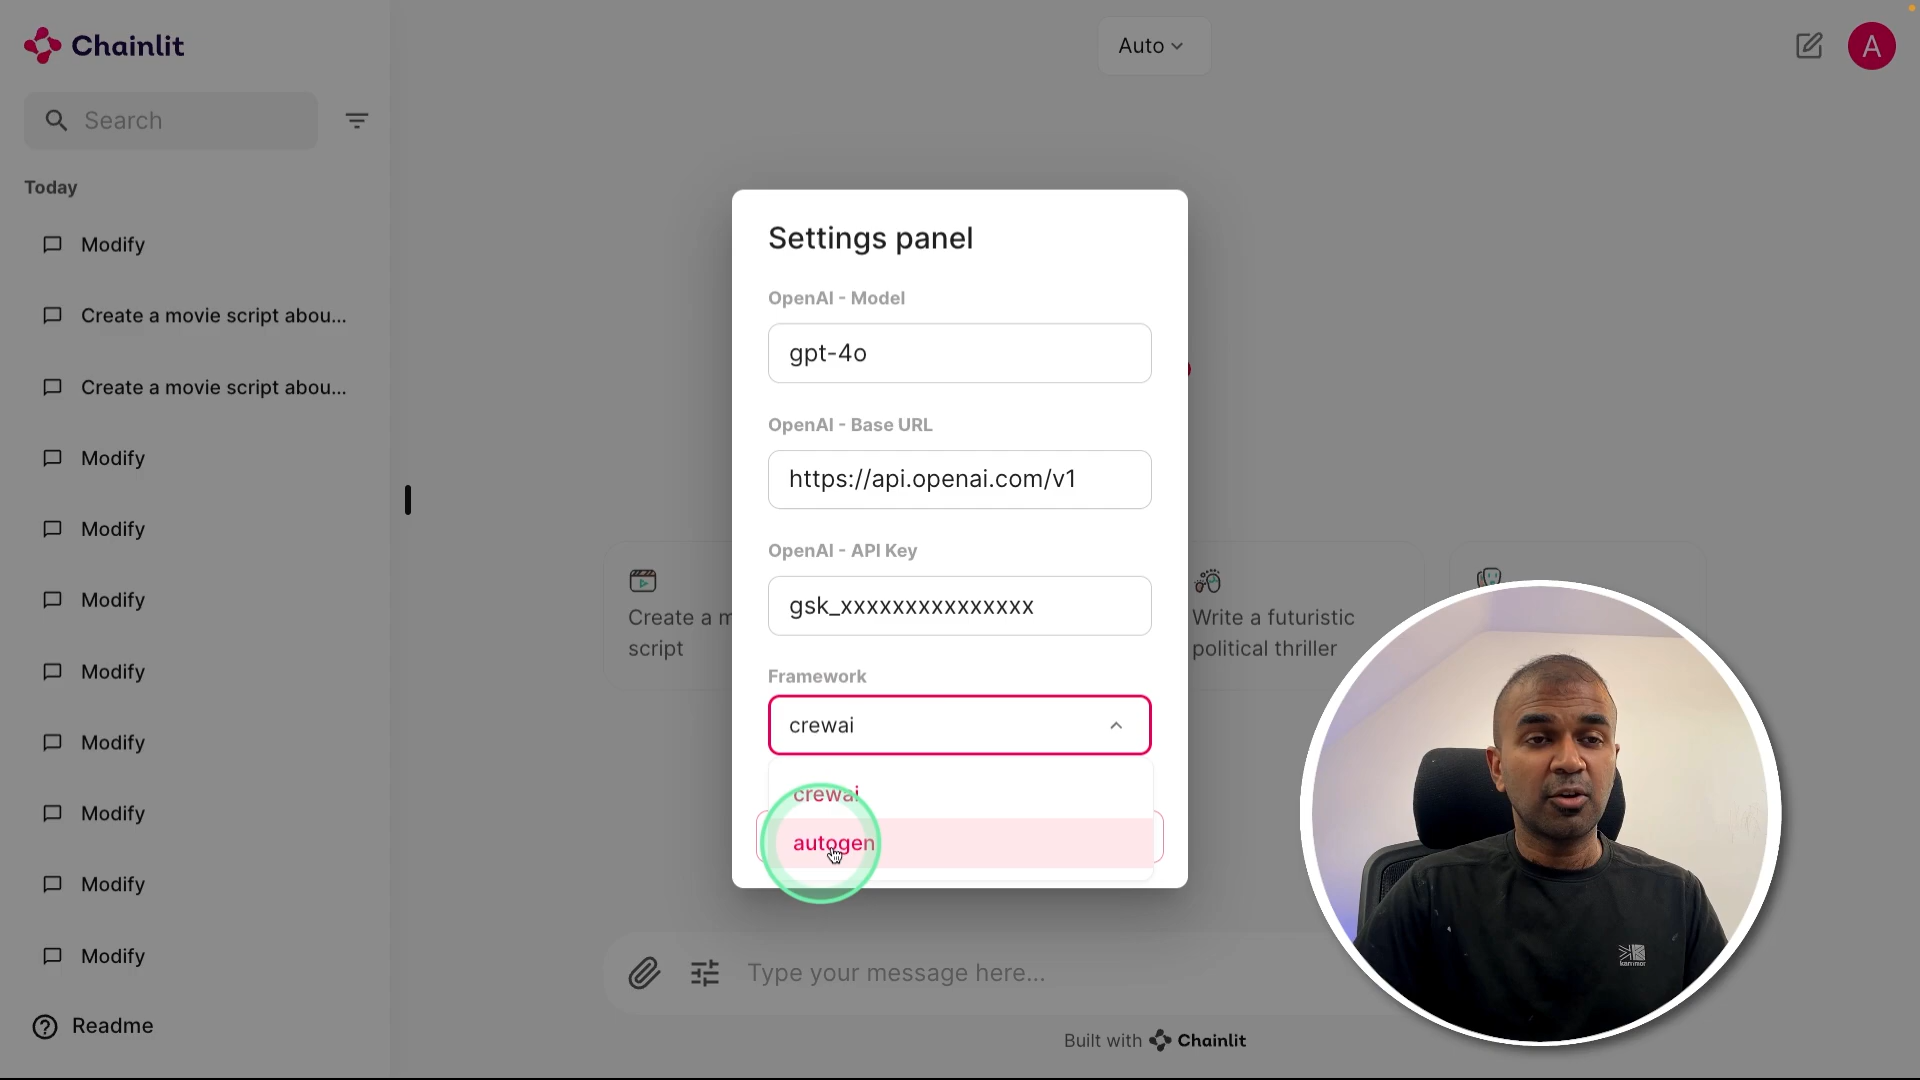 Chainlit
Auto
A
Search
Today
Modify
Create a movie script abou...
Create a movie script abou...
Modify
Modify
Modify
Modify
Modify
Modify
Modify
Modify
Readme
Settings panel
OpenAI - Model
gpt-4o
OpenAI - Base URL
https://api.openai.com/v1
OpenAI - API Key
gsk_xxxxxxxxxxxxxxx
Framework
crewai
crewai
autogen
Create a m
script
Write a futuristic
political thriller
Type your message here...
Built with Chainlit